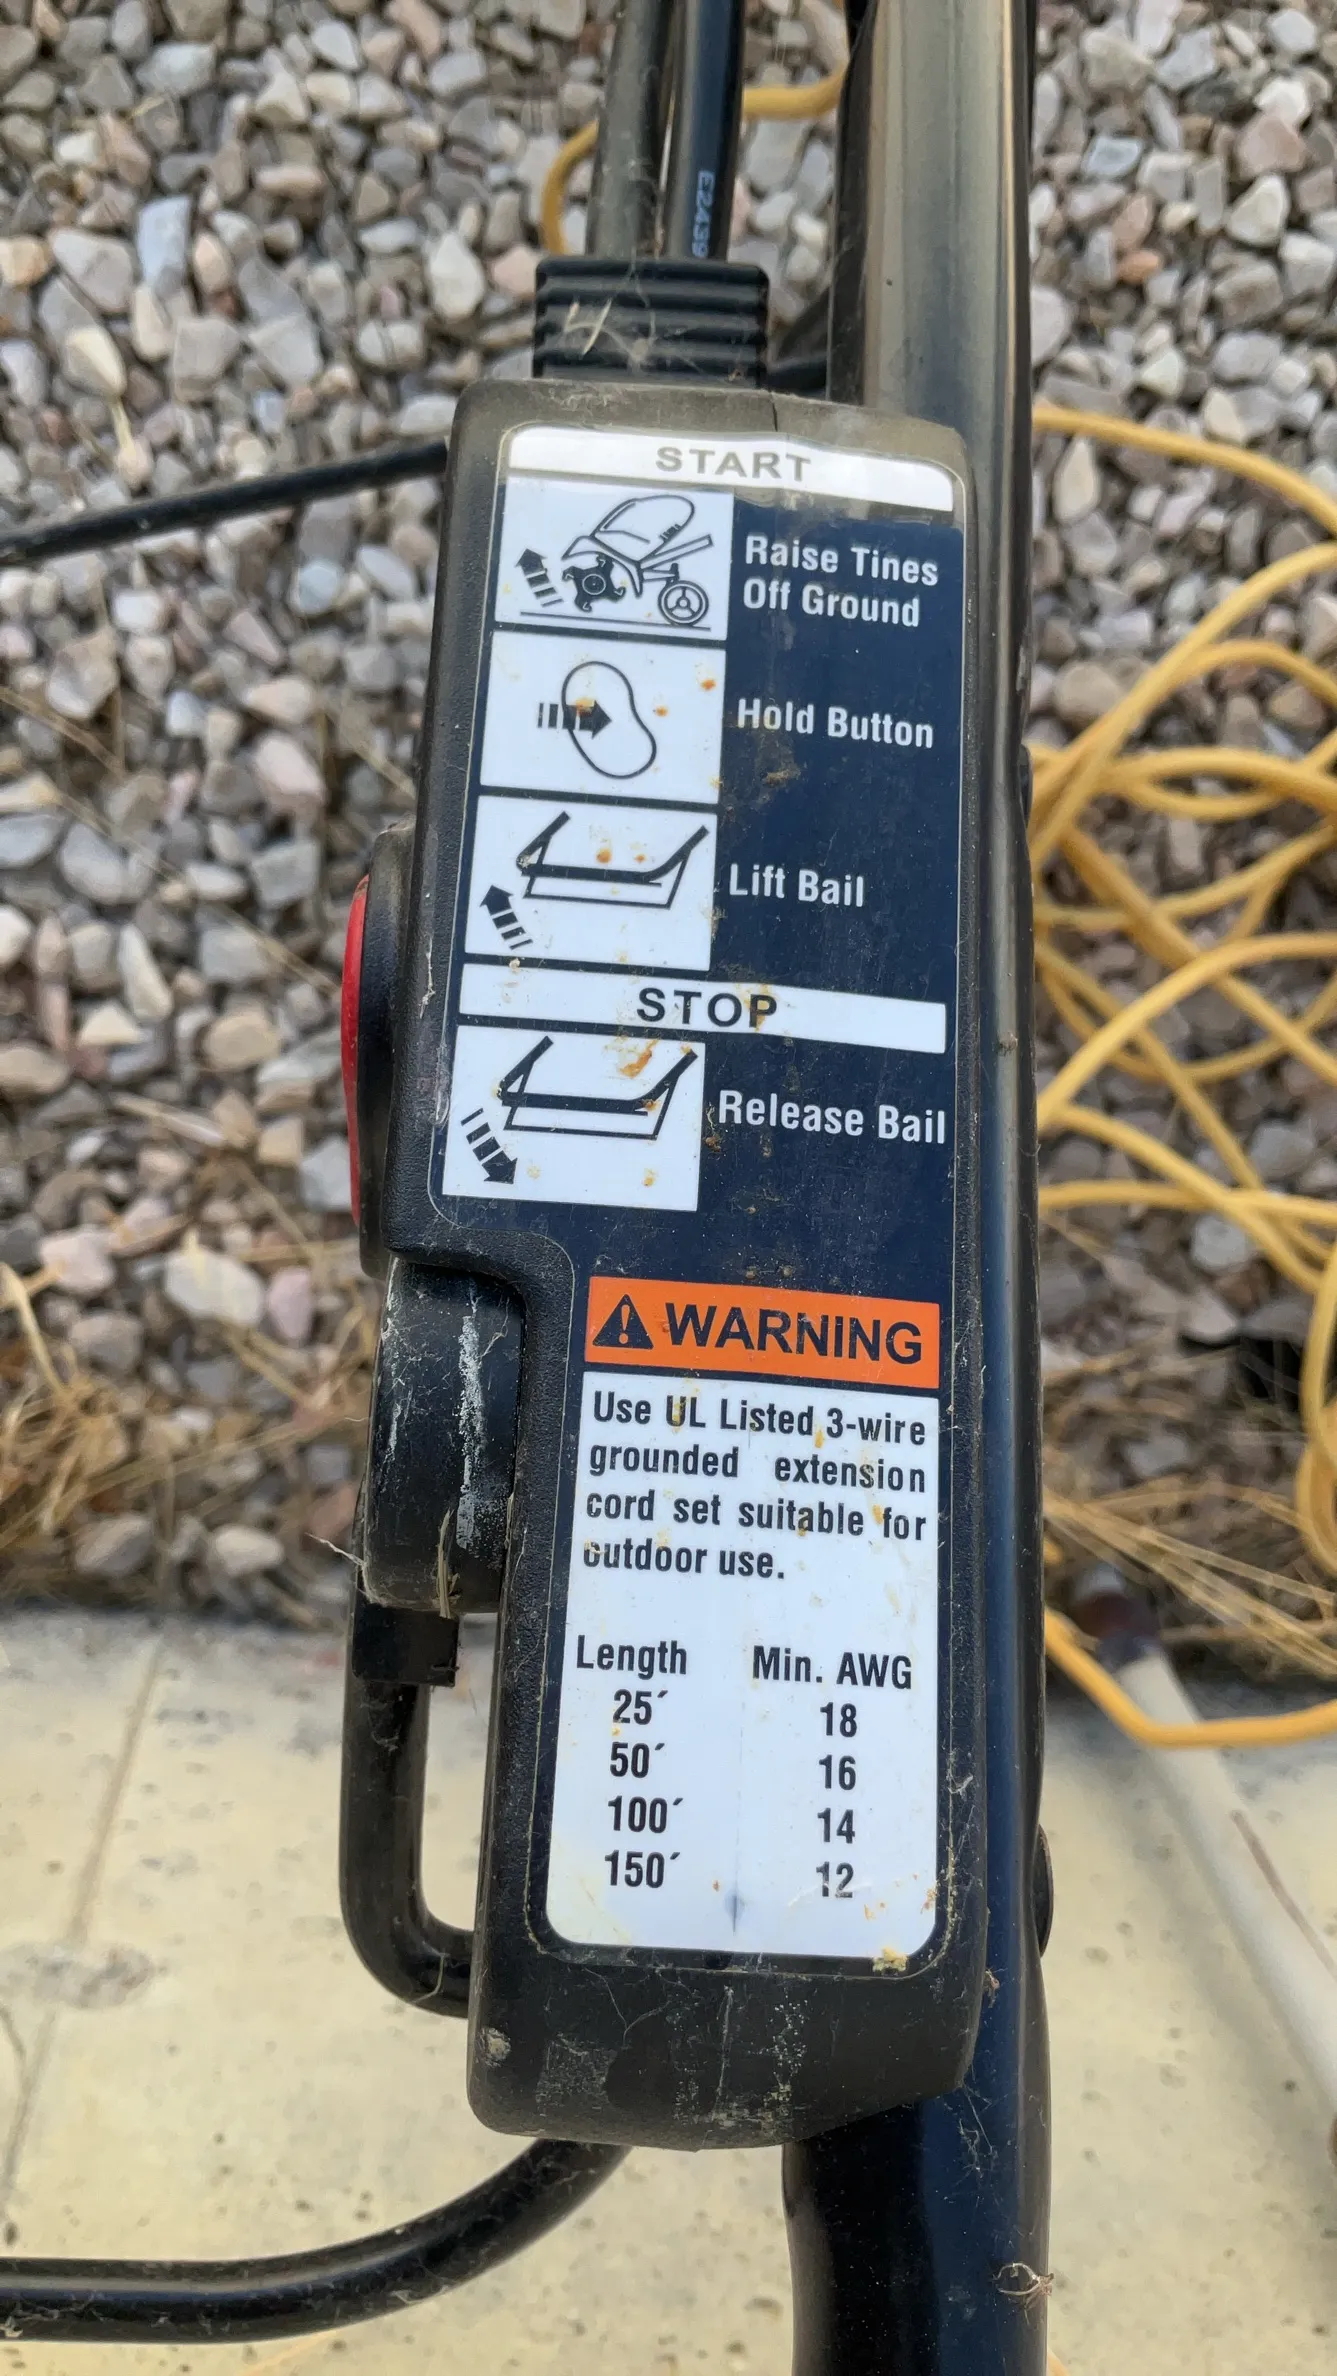 E2439
START
Raise Tines
Off Ground
Hold Button
Lift Bail
STOP
Release Bail
WARNING
Use UL Listed 3-wire
grounded extension
cord set suitable for
outdoor use.
Length Min. AWG
25´ 18
50´ 16
100´ 14
150´ 12